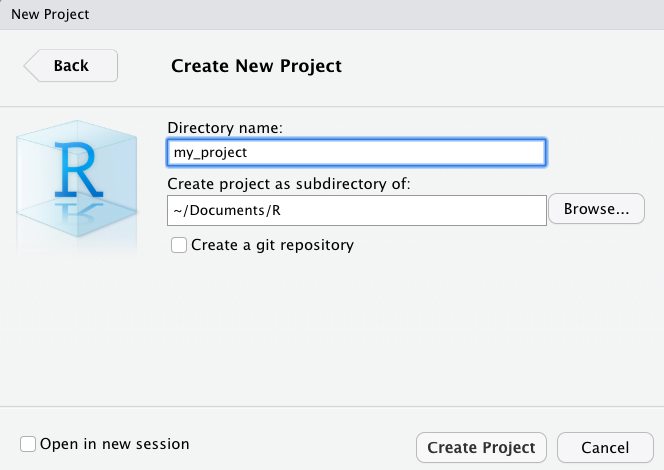 New Project
Back
Create New Project
R
Directory name:
my_project
Create project as subdirectory of:
~/Documents/R
Browse...
Create a git repository
Open in new session
Create Project
Cancel